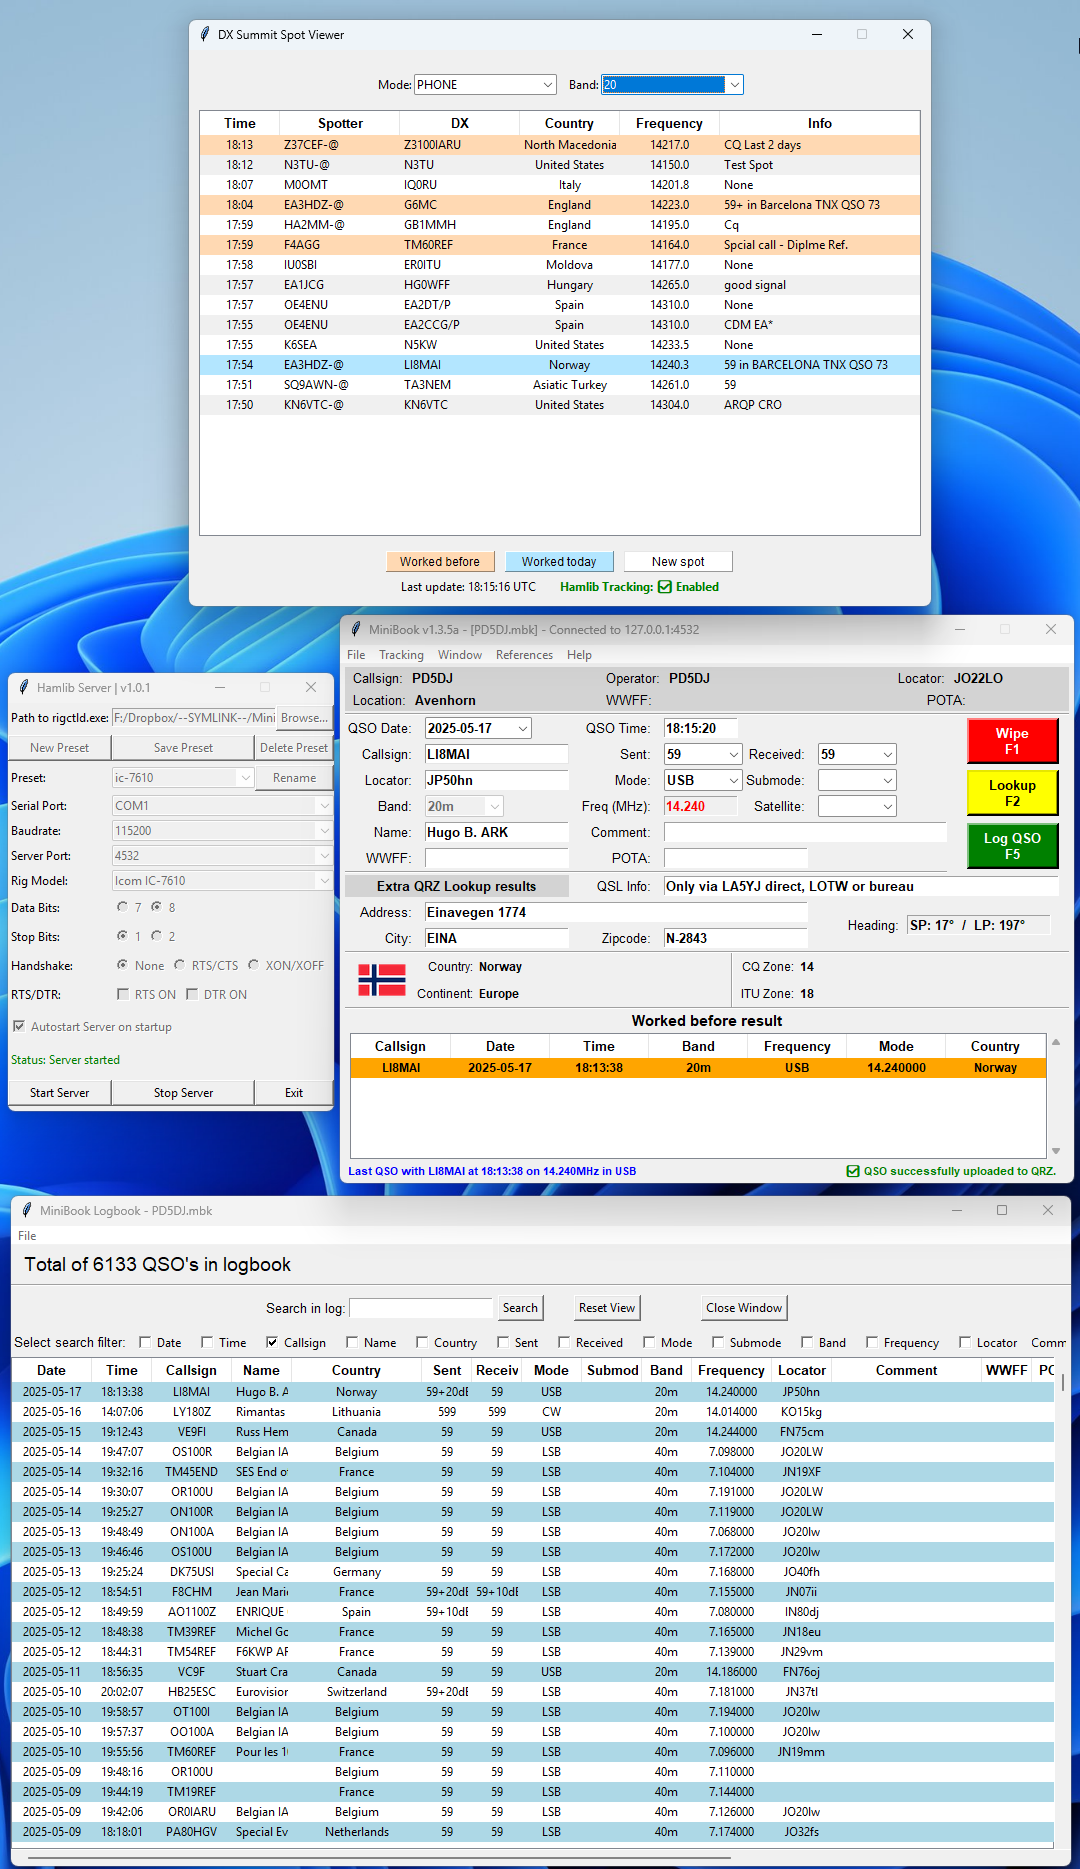 DX Summit Spot Viewer
Mode: PHONE Band: 20
Time Spotter DX Country Frequency Info
18:13 Z37CEF-@ Z3100IARU North Macedonia 14217.0 CQ Last 2 days
18:12 N3TU-@ N3TU United States 14150.0 Test Spot
18:07 M0OMT IQ0RU Italy 14201.8 None
18:04 EA3HDZ-@ G6MC England 14223.0 59+ in Barcelona TNX QSO 73
17:59 HA2MM-@ GB1MMH England 14195.0 Cq
17:59 F4AGG TM60REF France 14164.0 Spcial call - Diplme Ref.
17:58 IU0SBI ER0ITU Moldova 14177.0 None
17:57 EA1JCG HG0WFF Hungary 14265.0 good signal
17:57 OE4ENU EA2DT/P Spain 14310.0 None
17:55 OE4ENU EA2CCG/P Spain 14310.0 CDM EA*
17:55 K6SEA N5KW United States 14233.5 None
17:54 EA3HDZ-@ LI8MAI Norway 14240.3 59 in BARCELONA TNX QSO 73
17:51 SQ9AWN-@ TA3NEM Asiatic Turkey 14261.0 59
17:50 KN6VTC-@ KN6VTC United States 14304.0 ARQP CRO
Worked before Worked today New spot
Last update: 18:15:16 UTC Hamlib Tracking: Enabled
MiniBook v1.3.5a - [PD5DJ.mbk] - Connected to 127.0.0.1:4532
File Tracking Window References Help
Callsign: PD5DJ Operator: PD5DJ Locator: JO22LO
Location: Avenhorn WWFF: POTA:
QSO Date: 2025-05-17 QSO Time: 18:15:20 Wipe F1
Callsign: LI8MAI Sent: 59 Received: 59
Locator: JP50hn Mode: USB Submode: Lookup F2
Band: 20m Freq (MHz): 14.240 Satellite:
Name: Hugo B. ARK Comment: Log QSO F5
WWFF: POTA:
Extra QRZ Lookup results QSL Info: Only via LA5YJ direct, LOTW or bureau
Address: Einavegen 1774 Heading: SP: 17° / LP: 197°
City: EINA Zipcode: N-2843
Country: Norway CQ Zone: 14
Continent: Europe ITU Zone: 18
Worked before result
Callsign Date Time Band Frequency Mode Country
LI8MAI 2025-05-17 18:13:38 20m USB 14.240000 Norway
Last QSO with LI8MAI at 18:13:38 on 14.240MHz in USB QSO successfully uploaded to QRZ.
Hamlib Server | v1.0.1
Path to rigctld.exe: F:/Dropbox/--SYMLINK--/Mini Browse...
New Preset Save Preset Delete Preset
Preset: ic-7610 Rename
Serial Port: COM1
Baudrate: 115200
Server Port: 4532
Rig Model: Icom IC-7610
Data Bits: 7 8
Stop Bits: 1 2
Handshake: None RTS/CTS XON/XOFF
RTS/DTR: RTS ON DTR ON
Autostart Server on startup
Status: Server started
Start Server Stop Server Exit
MiniBook Logbook - PD5DJ.mbk
File
Total of 6133 QSO's in logbook
Search in log: Search Reset View Close Window
Select search filter: Date Time Callsign Name Country Sent Received Mode Submode Band Frequency Locator Comm
Date Time Callsign Name Country Sent Receiv Mode Submod Band Frequency Locator Comment WWFF PC
2025-05-17 18:13:38 LI8MAI Hugo B. A Norway 59+20dE 59 USB 20m 14.240000 JP50hn
2025-05-16 14:07:06 LY180Z Rimantas Lithuania 599 599 CW 20m 14.014000 KO15kg
2025-05-15 19:12:43 VE9FI Russ Hem Canada 59 59 USB 20m 14.244000 FN75cm
2025-05-14 19:47:07 OS100R Belgian IA Belgium 59 59 LSB 40m 7.098000 JO20LW
2025-05-14 19:32:16 TM45END SES End o France 59 59 LSB 40m 7.104000 JN19XF
2025-05-14 19:30:07 OR100U Belgian IA Belgium 59 59 LSB 40m 7.191000 JO20LW
2025-05-14 19:25:27 ON100R Belgian IA Belgium 59 59 LSB 40m 7.119000 JO20LW
2025-05-13 19:48:49 ON100A Belgian IA Belgium 59 59 LSB 40m 7.068000 JO20lw
2025-05-13 19:46:46 OS100U Belgian IA Belgium 59 59 LSB 40m 7.172000 JO20lw
2025-05-13 19:25:24 DK75USI Special Ca Germany 59 59 LSB 40m 7.168000 JO40fh
2025-05-12 18:54:51 F8CHM Jean Mari France 59+20dE 59+10dE LSB 40m 7.155000 JN07ii
2025-05-12 18:49:59 AO1100Z ENRIQUE Spain 59+10dE 59 LSB 40m 7.080000 IN80dj
2025-05-12 18:48:38 TM39REF Michel Gc France 59 59 LSB 40m 7.165000 JN18eu
2025-05-12 18:44:31 TM54REF F6KWP AF France 59 59 LSB 40m 7.139000 JN29vm
2025-05-11 18:56:35 VC9F Stuart Cra Canada 59 59 USB 20m 14.186000 FN76oj
2025-05-10 20:02:07 HB25ESC Eurovisior Switzerland 59+20dE 59 LSB 40m 7.181000 JN37tl
2025-05-10 19:58:57 OT100I Belgian IA Belgium 59 59 LSB 40m 7.194000 JO20lv
2025-05-10 19:57:37 OO100A Belgian IA Belgium 59 59 LSB 40m 7.100000 JO20lw
2025-05-10 19:55:56 TM60REF Pour les 1 France 59 59 LSB 40m 7.096000 JN19mm
2025-05-09 19:48:16 OR100U Belgium 59 59 LSB 40m 7.110000
2025-05-09 19:44:19 TM19REF France 59 59 LSB 40m 7.144000
2025-05-09 19:42:06 OR0IARU Belgian IA Belgium 59 59 LSB 40m 7.126000 JO20lw
2025-05-09 18:18:01 PA80HGV Special Ev Netherlands 59 59 LSB 40m 7.174000 JO32fs